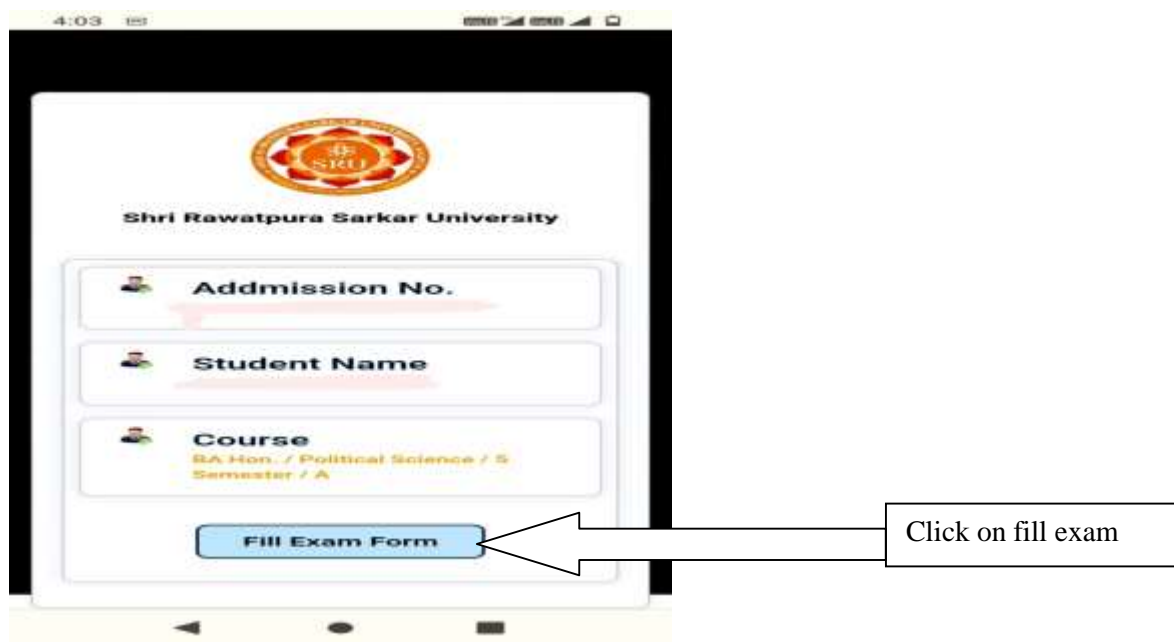 4:03
SRU
Shri Rawatpura Sarkar University
Addmission No.
Student Name
Course
BA Hon. / Political Science / 5
Semester / A
Fill Exam Form
Click on fill exam